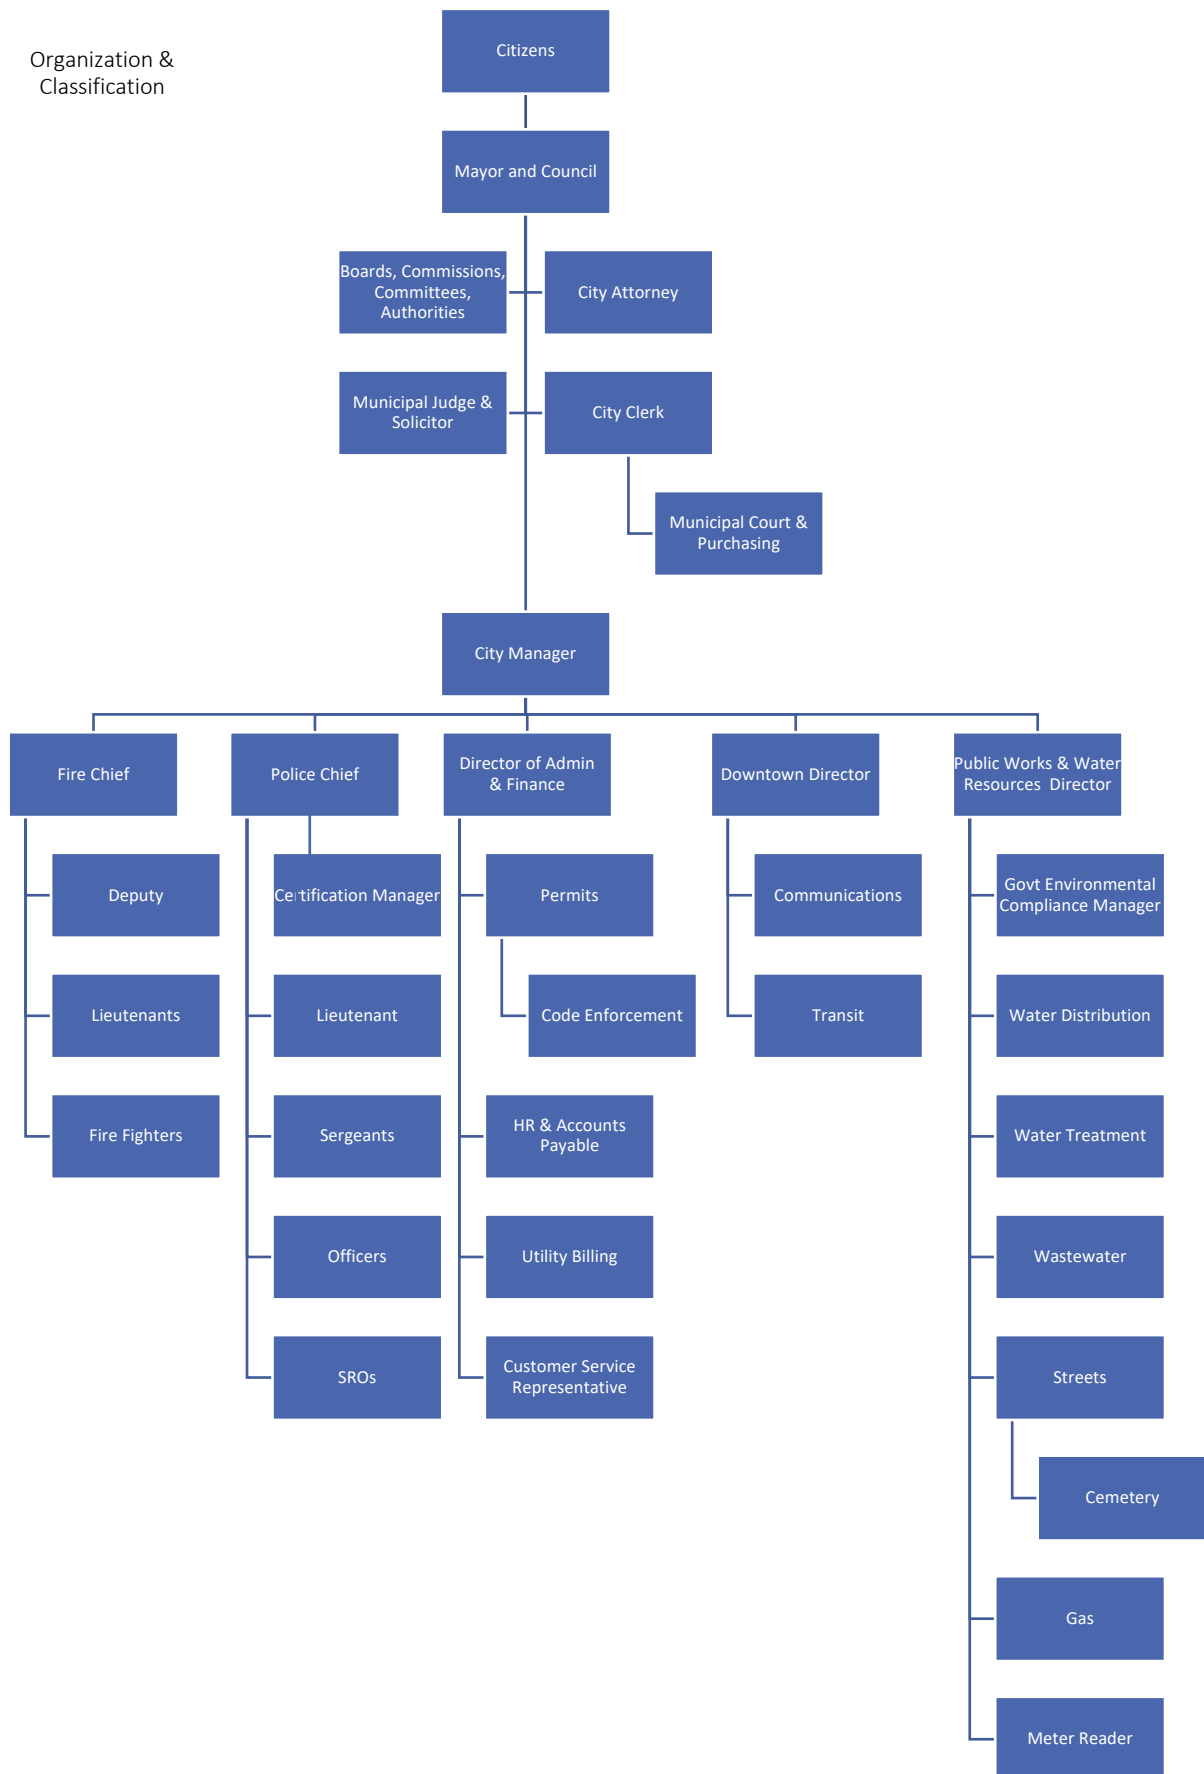 Organization &
Classification
Citizens
Mayor and Council
Boards, Commissions,
Committees,
Authorities
City Attorney
Municipal Judge &
Solicitor
City Clerk
Municipal Court &
Purchasing
City Manager
Fire Chief
Police Chief
Director of Admin
& Finance
Downtown Director
Public Works & Water
Resources Director
Deputy
Certification Manager
Permits
Communications
Govt Environmental
Compliance Manager
Lieutenants
Lieutenant
Code Enforcement
Transit
Water Distribution
Fire Fighters
Sergeants
HR & Accounts
Payable
Water Treatment
Officers
Utility Billing
Wastewater
SROs
Customer Service
Representative
Streets
Cemetery
Gas
Meter Reader